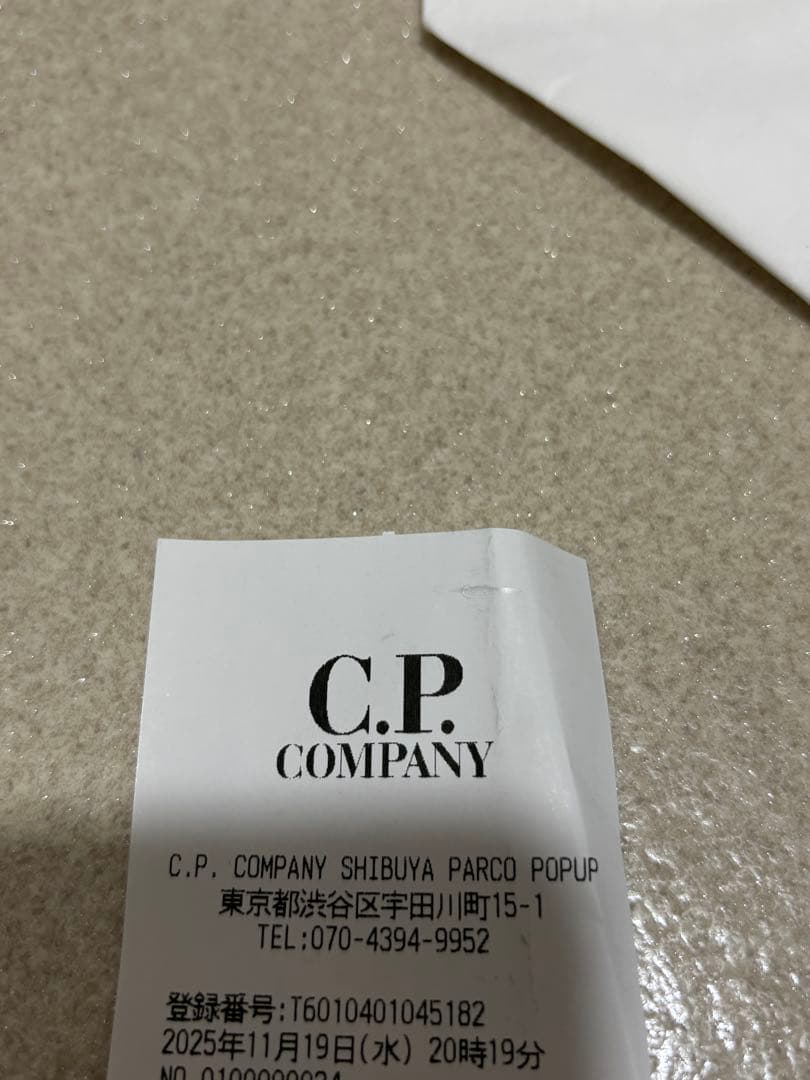 C.P.
COMPANY
C.P. COMPANY SHIBUYA PARCO POPUP
東京都渋谷区宇田川町15-1
TEL:070-4394-9952
登録番号:T6010401045182
2025年11月19日(水) 20時19分